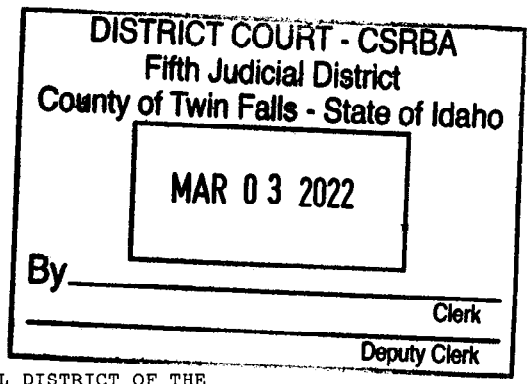 DISTRICT COURT - CSRBA
Fifth Judicial District
County of Twin Falls - State of Idaho
MAR 03 2022
By
Clerk
Deputy Clerk
L DISTRICT OF THE